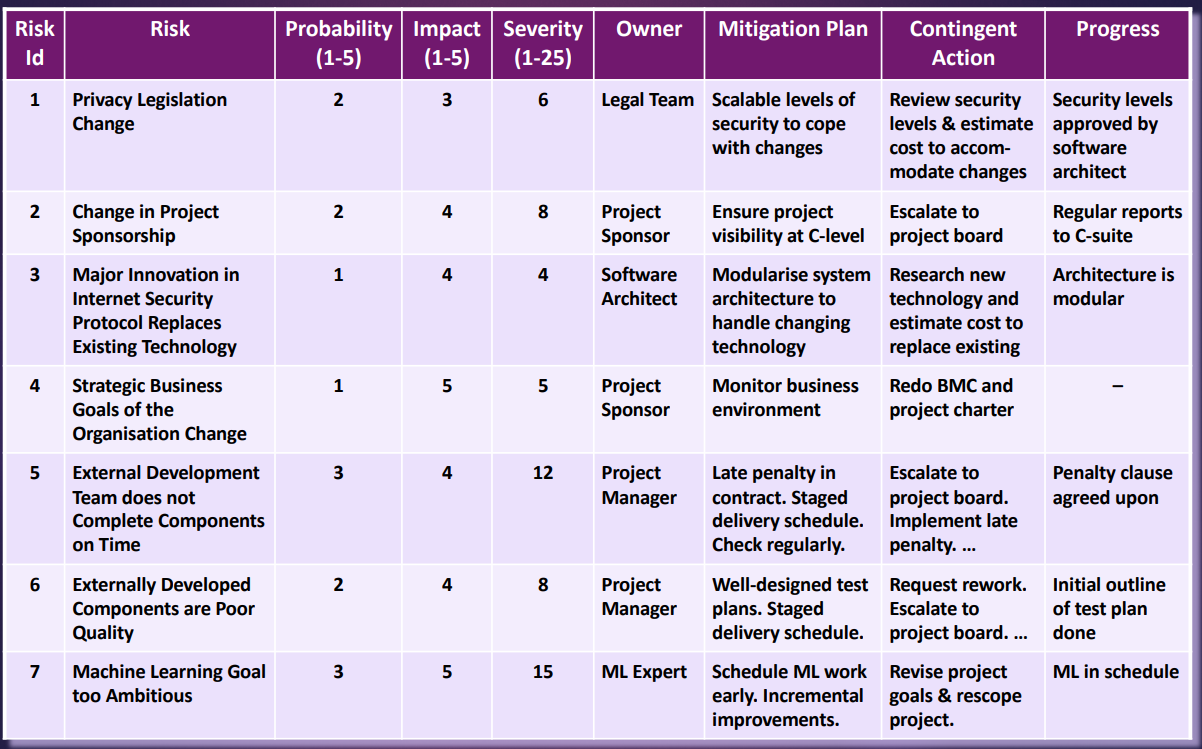 Risk Id | Risk | Probability (1-5) | Impact (1-5) | Severity (1-25) | Owner | Mitigation Plan | Contingent Action | Progress
1 | Privacy Legislation Change | 2 | 3 | 6 | Legal Team | Scalable levels of security to cope with changes | Review security levels & estimate cost to accom-modate changes | Security levels approved by software architect
2 | Change in Project Sponsorship | 2 | 4 | 8 | Project Sponsor | Ensure project visibility at C-level | Escalate to project board | Regular reports to C-suite
3 | Major Innovation in Internet Security Protocol Replaces Existing Technology | 1 | 4 | 4 | Software Architect | Modularise system architecture to handle changing technology | Research new technology and estimate cost to replace existing | Architecture is modular
4 | Strategic Business Goals of the Organisation Change | 1 | 5 | 5 | Project Sponsor | Monitor business environment | Redo BMC and project charter | –
5 | External Development Team does not Complete Components on Time | 3 | 4 | 12 | Project Manager | Late penalty in contract. Staged delivery schedule. Check regularly. | Escalate to project board. Implement late penalty. ... | Penalty clause agreed upon
6 | Externally Developed Components are Poor Quality | 2 | 4 | 8 | Project Manager | Well-designed test plans. Staged delivery schedule. | Request rework. Escalate to project board. ... | Initial outline of test plan done
7 | Machine Learning Goal too Ambitious | 3 | 5 | 15 | ML Expert | Schedule ML work early. Incremental improvements. | Revise project goals & rescope project. | ML in schedule